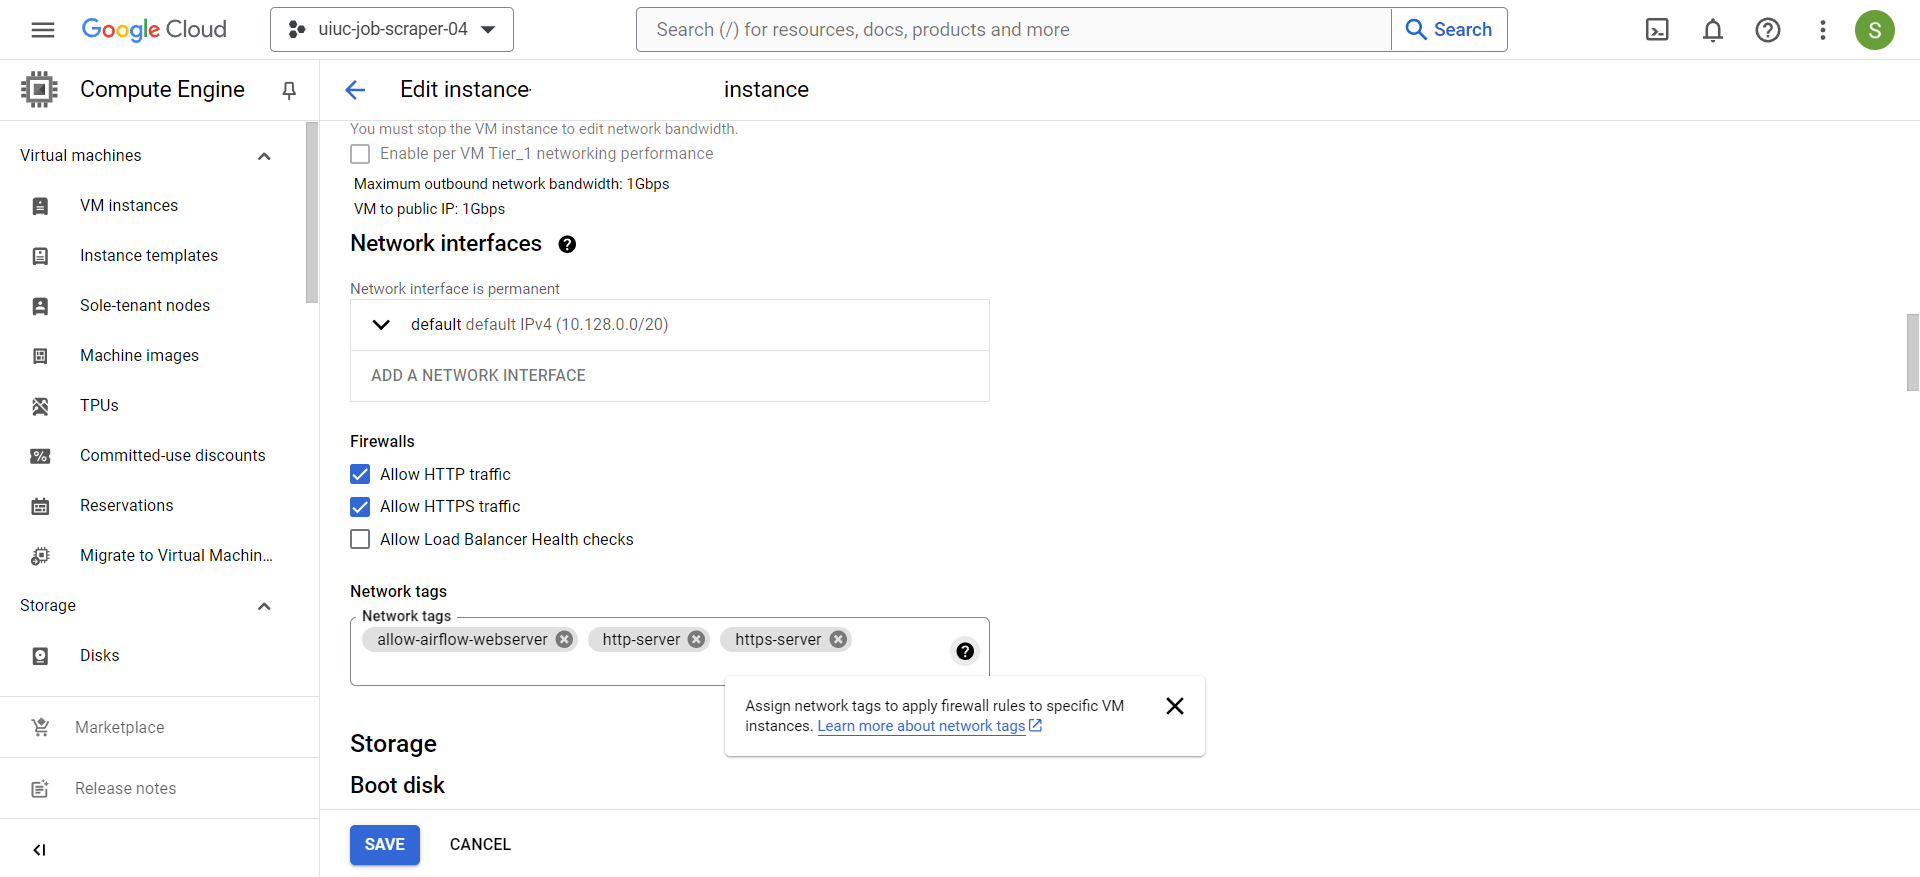 Google Cloud
uiuc-job-scraper-04
Search (/) for resources, docs, products and more
Search
S
Compute Engine
Edit instance
instance
Virtual machines
VM instances
Instance templates
Sole-tenant nodes
Machine images
TPUs
Committed-use discounts
Reservations
Migrate to Virtual Machin...
Storage
Disks
Marketplace
Release notes
You must stop the VM instance to edit network bandwidth.
Enable per VM Tier_1 networking performance
Maximum outbound network bandwidth: 1Gbps
VM to public IP: 1Gbps
Network interfaces
Network interface is permanent
default default IPv4 (10.128.0.0/20)
ADD A NETWORK INTERFACE
Firewalls
Allow HTTP traffic
Allow HTTPS traffic
Allow Load Balancer Health checks
Network tags
Network tags
allow-airflow-webserver http-server https-server
Assign network tags to apply firewall rules to specific VM
instances. Learn more about network tags
Storage
Boot disk
SAVE CANCEL